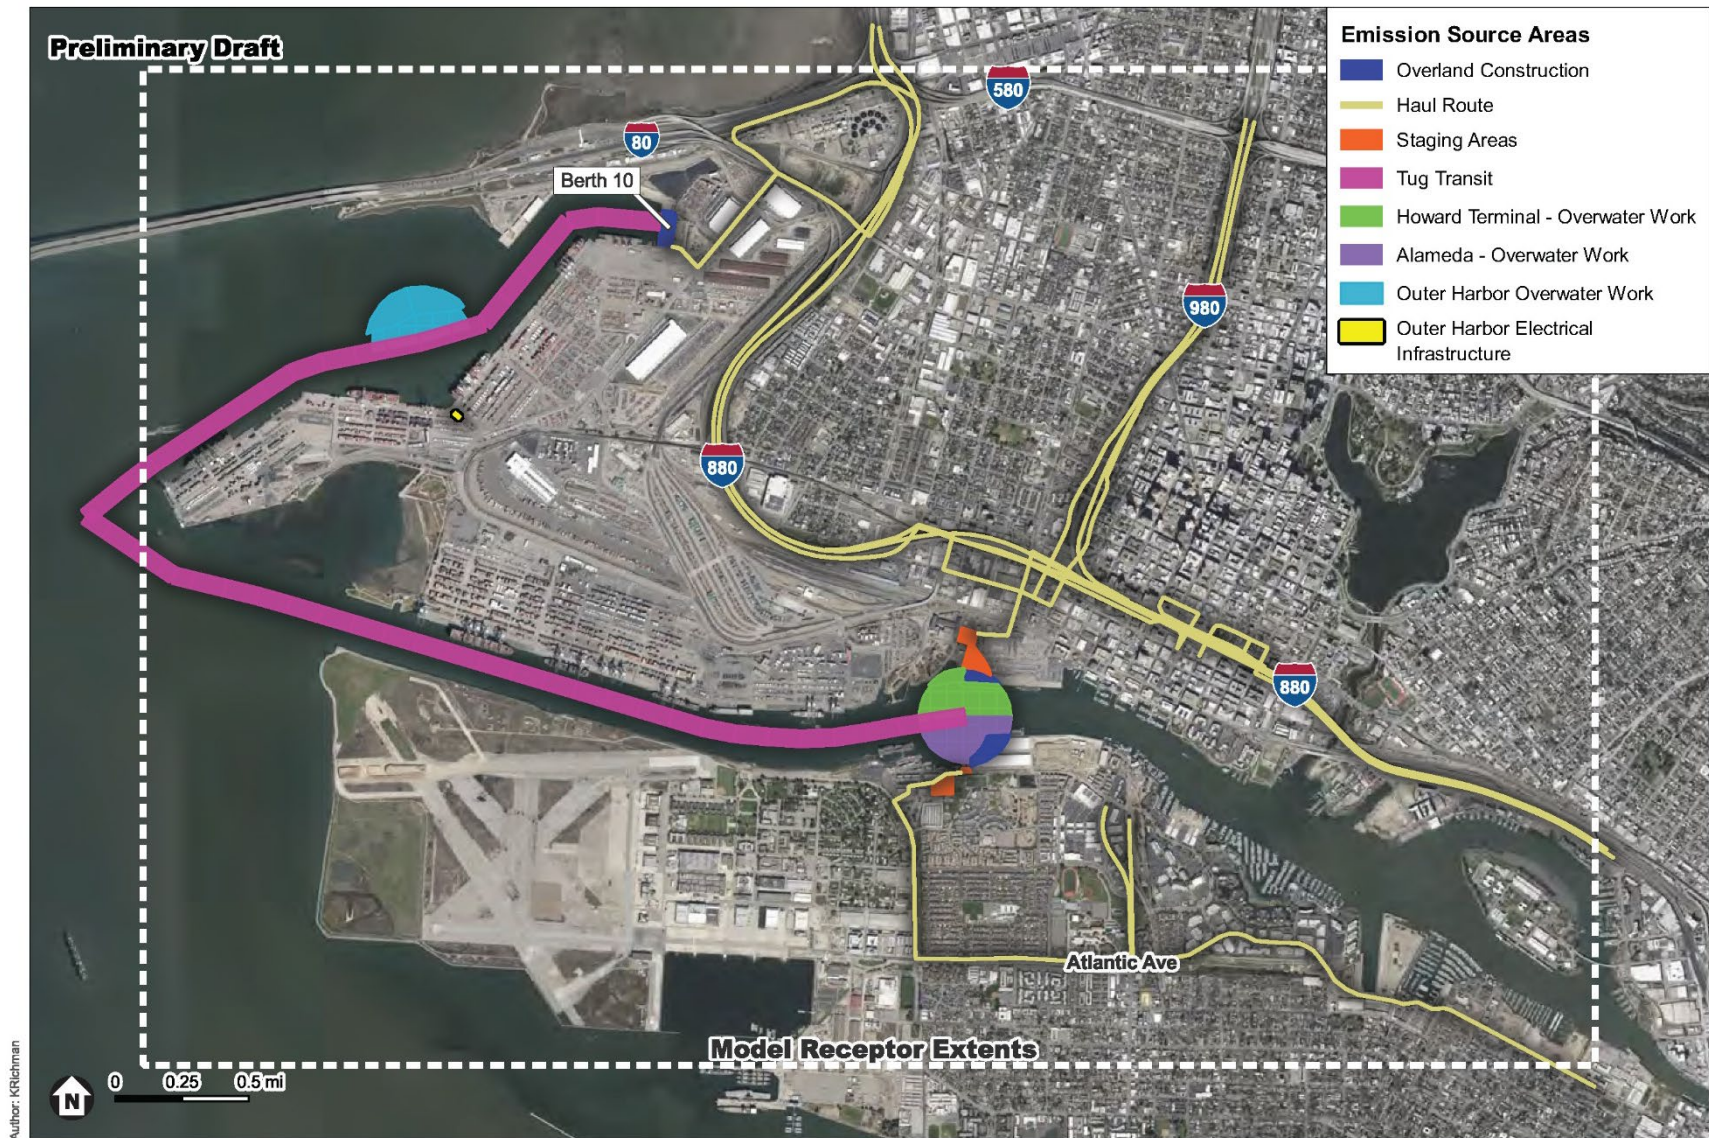 Preliminary Draft
Emission Source Areas
Overland Construction
Haul Route
Staging Areas
Tug Transit
Howard Terminal - Overwater Work
Alameda - Overwater Work
Outer Harbor Overwater Work
Outer Harbor Electrical
Infrastructure
580
80
Berth 10
980
880
880
Atlantic Ave
Model Receptor Extents
N
0 0.25 0.5 mi
Author: KRichman